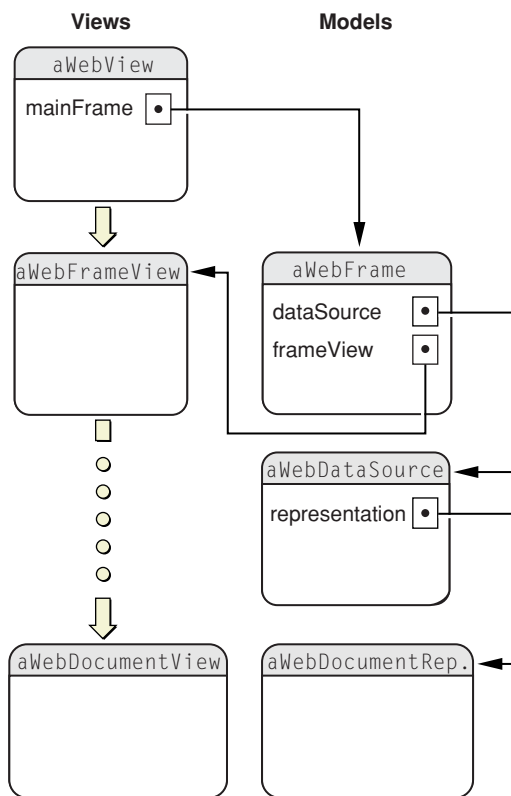 Views
Models
aWebView
mainFrame
aWebFrameView
aWebFrame
dataSource
frameView
aWebDataSource
representation
aWebDocumentView
aWebDocumentRep.